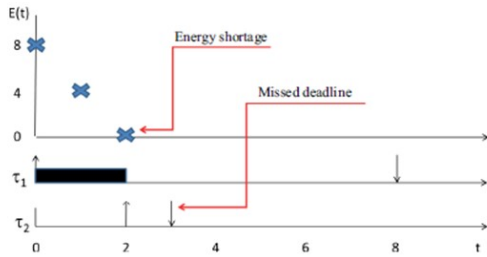 E(t)
Energy shortage
8
Missed deadline
4
0
τ1
τ2
0 2 4 6 8 t